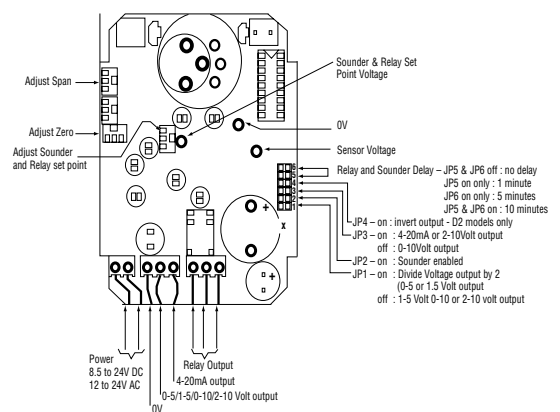 Sounder & Relay Set
Point Voltage
Adjust Span
0V
Adjust Zero
Sensor Voltage
Adjust Sounder
and Relay set point
6
5
4
3
2
1
Relay and Sounder Delay – JP5 & JP6 off : no delay
JP5 on only : 1 minute
JP6 on only : 5 minutes
JP5 & JP6 on : 10 minutes
JP4 – on : invert output - D2 models only
JP3 – on : 4-20mA or 2-10Volt output
off : 0-10Volt output
JP2 – on : Sounder enabled
JP1 – on : Divide Voltage output by 2
(0-5 or 1.5 Volt output
off : 1-5 Volt 0-10 or 2-10 volt output
+
x
+
Power
8.5 to 24V DC
12 to 24V AC
Relay Output
4-20mA output
0-5/1-5/0-10/2-10 Volt output
0V